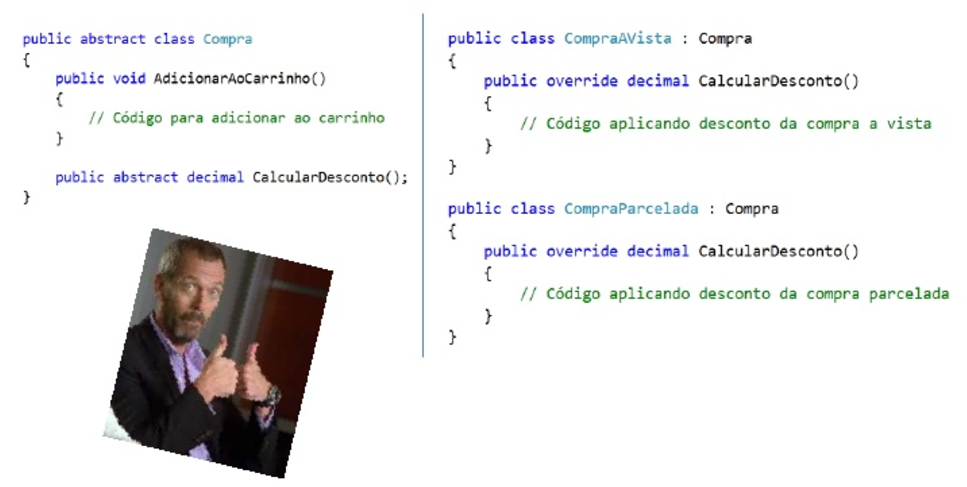 public abstract class Compra
{
public void AdicionarAoCarrinho()
{
// Código para adicionar ao carrinho
}
public abstract decimal CalcularDesconto();
}
public class CompraAVista : Compra
{
public override decimal CalcularDesconto()
{
// Código aplicando desconto da compra a vista
}
}
public class CompraParcelada : Compra
{
public override decimal CalcularDesconto()
{
// Código aplicando desconto da compra parcelada
}
}